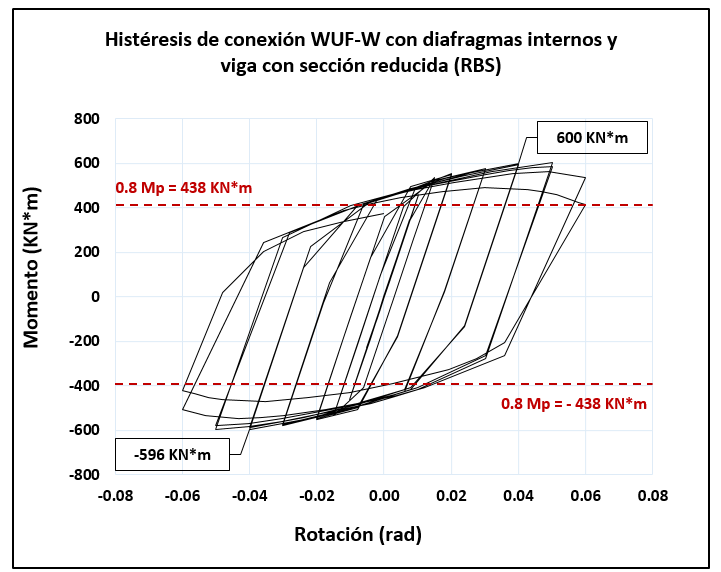 Histéresis de conexión WUF-W con diafragmas internos y
viga con sección reducida (RBS)
Momento (KN*m)
800
600
400
200
0
-200
-400
-600
-800
600 KN*m
0.8 Mp = 438 KN*m
0.8 Mp = - 438 KN*m
-596 KN*m
-0.08
-0.06
-0.04
-0.02
0.00
0.02
0.04
0.06
0.08
Rotación (rad)